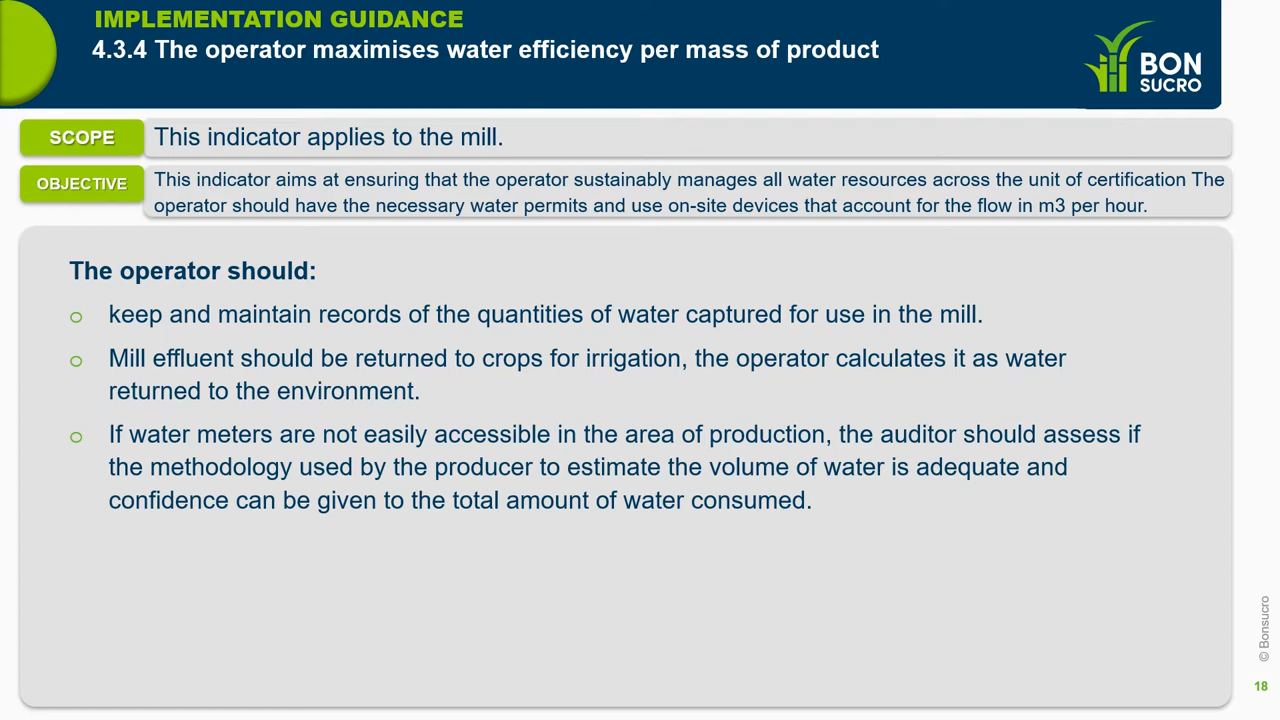 IMPLEMENTATION GUIDANCE
4.3.4 The operator maximises water efficiency per mass of product
BON
SUCRO
SCOPE
This indicator applies to the mill.
OBJECTIVE
This indicator aims at ensuring that the operator sustainably manages all water resources across the unit of certification The
operator should have the necessary water permits and use on-site devices that account for the flow in m3 per hour.
The operator should:
o keep and maintain records of the quantities of water captured for use in the mill.
o Mill effluent should be returned to crops for irrigation, the operator calculates it as water
returned to the environment.
o If water meters are not easily accessible in the area of production, the auditor should assess if
the methodology used by the producer to estimate the volume of water is adequate and
confidence can be given to the total amount of water consumed.
© Bonsucro
18